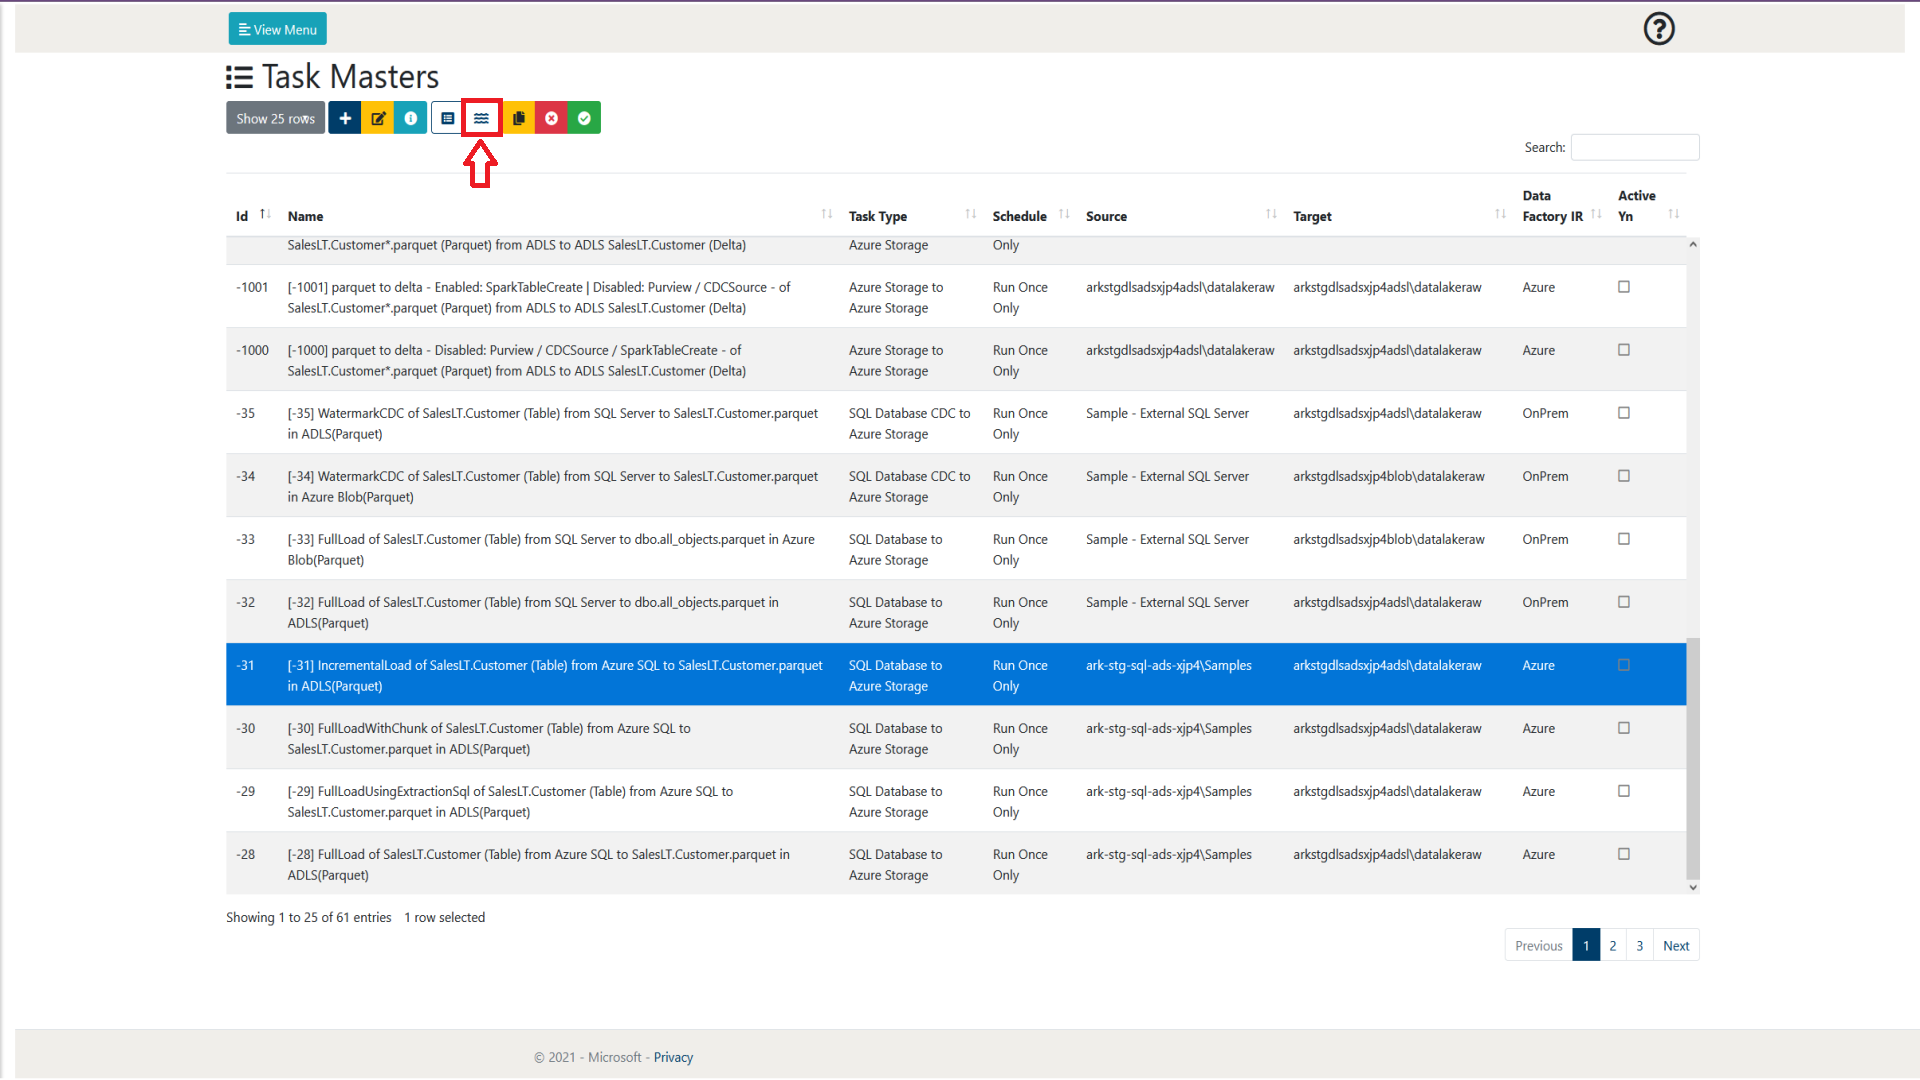 View Menu
Task Masters
Show 25 rows
Search:
Id Name Task Type Schedule Source Target Data Factory IR Active Yn
SalesLT.Customer*.parquet (Parquet) from ADLS to ADLS SalesLT.Customer (Delta) Azure Storage Only
-1001 [-1001] parquet to delta - Enabled: SparkTableCreate | Disabled: Purview / CDCSource - of Azure Storage to Run Once arkstgdlsadsxjp4adsl\datalakeraw arkstgdlsadsxjp4adsl\datalakeraw Azure
SalesLT.Customer*.parquet (Parquet) from ADLS to ADLS SalesLT.Customer (Delta) Azure Storage Only
-1000 [-1000] parquet to delta - Disabled: Purview / CDCSource / SparkTableCreate - of Azure Storage to Run Once arkstgdlsadsxjp4adsl\datalakeraw arkstgdlsadsxjp4adsl\datalakeraw Azure
SalesLT.Customer*.parquet (Parquet) from ADLS to ADLS SalesLT.Customer (Delta) Azure Storage Only
-35 [-35] WatermarkCDC of SalesLT.Customer (Table) from SQL Server to SalesLT.Customer.parquet SQL Database CDC to Run Once Sample - External SQL Server arkstgdlsadsxjp4adsl\datalakeraw OnPrem
in ADLS(Parquet) Azure Storage Only
-34 [-34] WatermarkCDC of SalesLT.Customer (Table) from SQL Server to SalesLT.Customer.parquet SQL Database CDC to Run Once Sample - External SQL Server arkstgdlsadsxjp4blob\datalakeraw OnPrem
in Azure Blob(Parquet) Azure Storage Only
-33 [-33] FullLoad of SalesLT.Customer (Table) from SQL Server to dbo.all_objects.parquet in Azure SQL Database to Run Once Sample - External SQL Server arkstgdlsadsxjp4blob\datalakeraw OnPrem
Blob(Parquet) Azure Storage Only
-32 [-32] FullLoad of SalesLT.Customer (Table) from SQL Server to dbo.all_objects.parquet in SQL Database to Run Once Sample - External SQL Server arkstgdlsadsxjp4adsl\datalakeraw OnPrem
ADLS(Parquet) Azure Storage Only
-31 [-31] IncrementalLoad of SalesLT.Customer (Table) from Azure SQL to SalesLT.Customer.parquet SQL Database to Run Once ark-stg-sql-ads-xjp4\Samples arkstgdlsadsxjp4adsl\datalakeraw Azure
in ADLS(Parquet) Azure Storage Only
-30 [-30] FullLoadWithChunk of SalesLT.Customer (Table) from Azure SQL to SQL Database to Run Once ark-stg-sql-ads-xjp4\Samples arkstgdlsadsxjp4adsl\datalakeraw Azure
SalesLT.Customer.parquet in ADLS(Parquet) Azure Storage Only
-29 [-29] FullLoadUsingExtractionSql of SalesLT.Customer (Table) from Azure SQL to SQL Database to Run Once ark-stg-sql-ads-xjp4\Samples arkstgdlsadsxjp4adsl\datalakeraw Azure
SalesLT.Customer.parquet in ADLS(Parquet) Azure Storage Only
-28 [-28] FullLoad of SalesLT.Customer (Table) from Azure SQL to SalesLT.Customer.parquet in SQL Database to Run Once ark-stg-sql-ads-xjp4\Samples arkstgdlsadsxjp4adsl\datalakeraw Azure
ADLS(Parquet) Azure Storage Only
Showing 1 to 25 of 61 entries 1 row selected
Previous 1 2 3 Next
© 2021 - Microsoft - Privacy